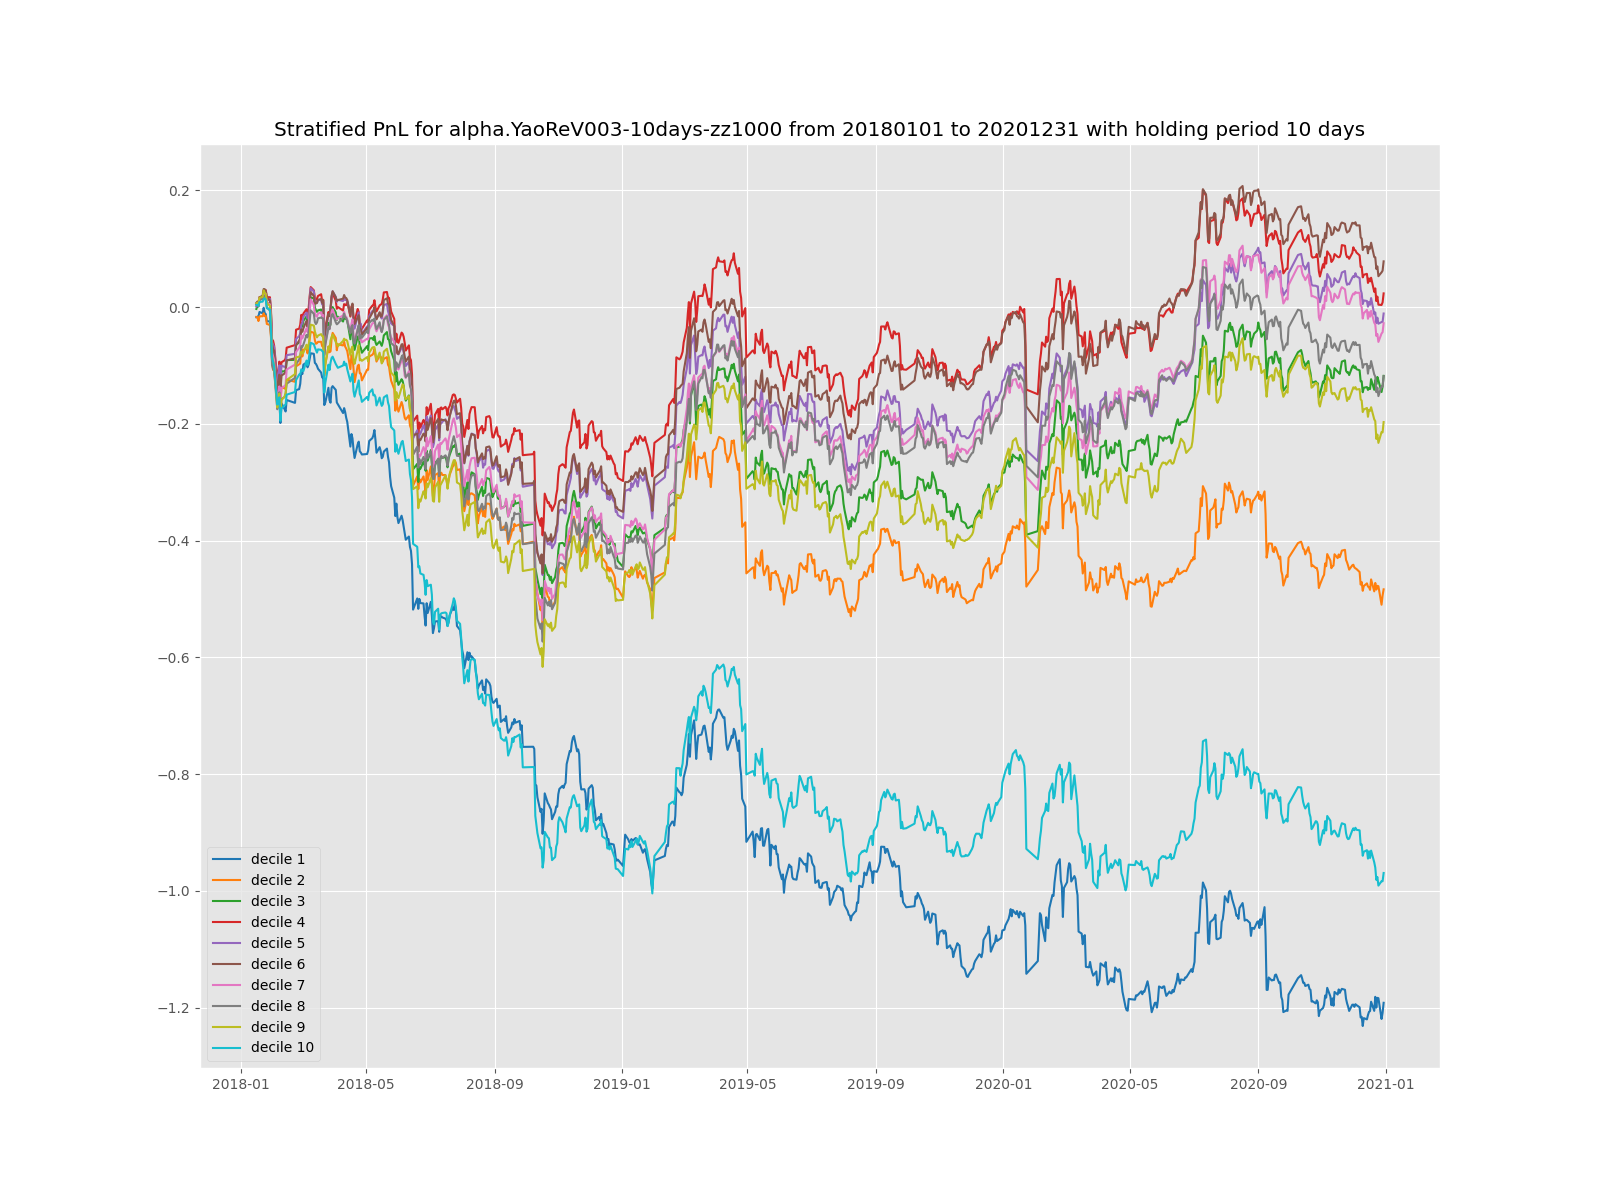 Stratified PnL for alpha.YaoReV003-10days-zz1000 from 20180101 to 20201231 with holding period 10 days
0.2
0.0
−0.2
−0.4
−0.6
−0.8
−1.0
−1.2
decile 1
decile 2
decile 3
decile 4
decile 5
decile 6
decile 7
decile 8
decile 9
decile 10
2018-01 2018-05 2018-09 2019-01 2019-05 2019-09 2020-01 2020-05 2020-09 2021-01